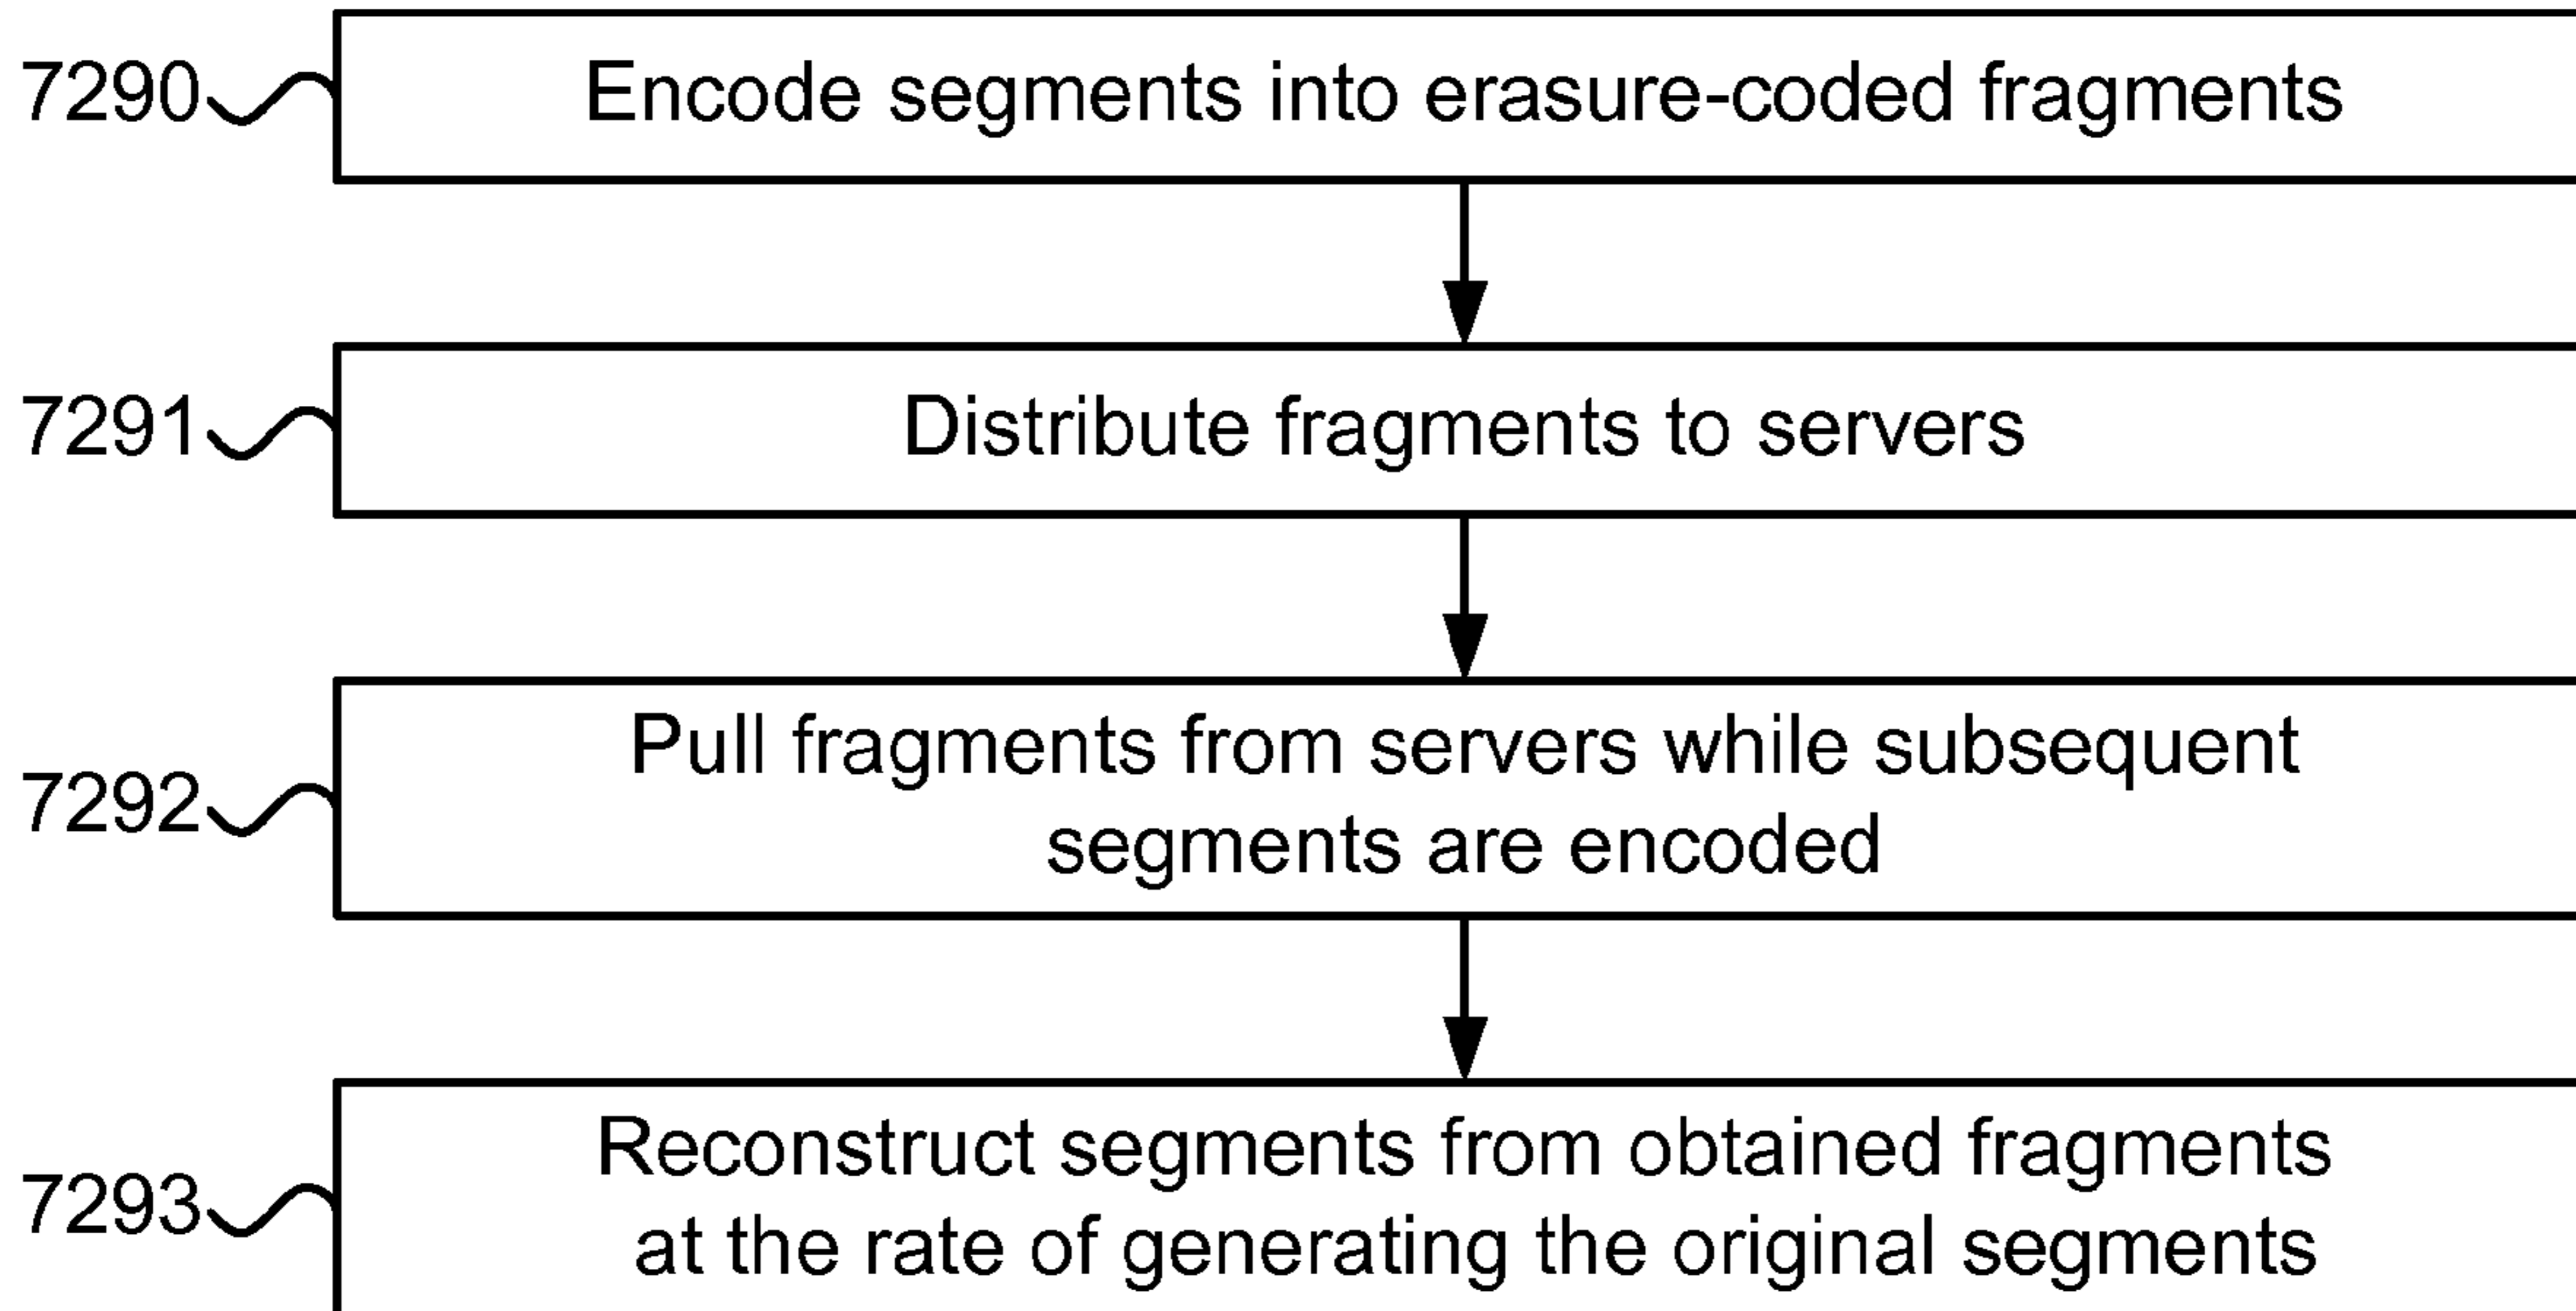 7290 Encode segments into erasure-coded fragments
7291 Distribute fragments to servers
Pull fragments from servers while subsequent
7292
segments are encoded
Reconstruct segments from obtained fragments
7293
at the rate of generating the original segments